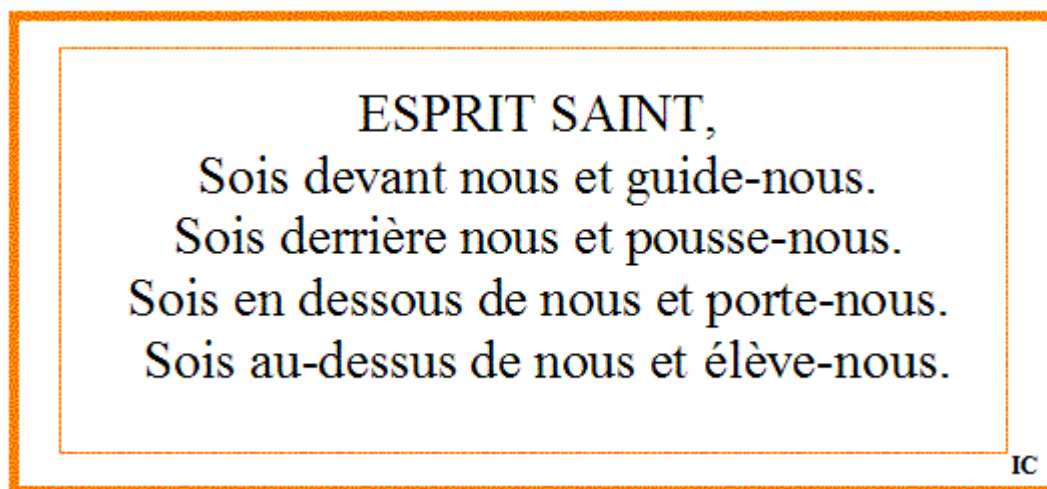 ESPRIT SAINT,
Sois devant nous et guide-nous.
Sois derrière nous et pousse-nous.
Sois en dessous de nous et porte-nous.
Sois au-dessus de nous et élève-nous.
IC